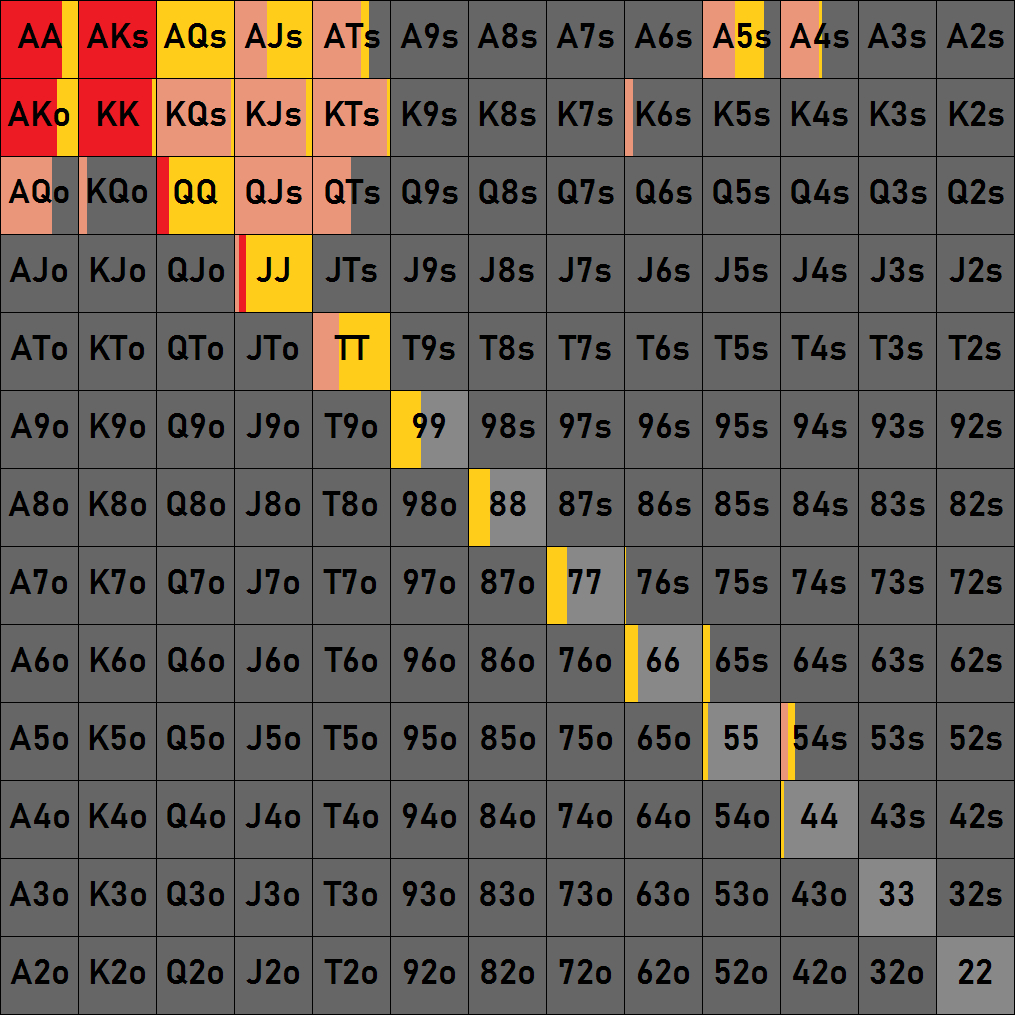 AA AKs AQs AJs ATs A9s A8s A7s A6s A5s A4s A3s A2s
AKo KK KQs KJs KTs K9s K8s K7s K6s K5s K4s K3s K2s
AQo KQo QQ QJs QTs Q9s Q8s Q7s Q6s Q5s Q4s Q3s Q2s
AJo KJo QJo JJ JTs J9s J8s J7s J6s J5s J4s J3s J2s
ATo KTo QTo JTo TT T9s T8s T7s T6s T5s T4s T3s T2s
A9o K9o Q9o J9o T9o 99 98s 97s 96s 95s 94s 93s 92s
A8o K8o Q8o J8o T8o 98o 88 87s 86s 85s 84s 83s 82s
A7o K7o Q7o J7o T7o 97o 87o 77 76s 75s 74s 73s 72s
A6o K6o Q6o J6o T6o 96o 86o 76o 66 65s 64s 63s 62s
A5o K5o Q5o J5o T5o 95o 85o 75o 65o 55 54s 53s 52s
A4o K4o Q4o J4o T4o 94o 84o 74o 64o 54o 44 43s 42s
A3o K3o Q3o J3o T3o 93o 83o 73o 63o 53o 43o 33 32s
A2o K2o Q2o J2o T2o 92o 82o 72o 62o 52o 42o 32o 22